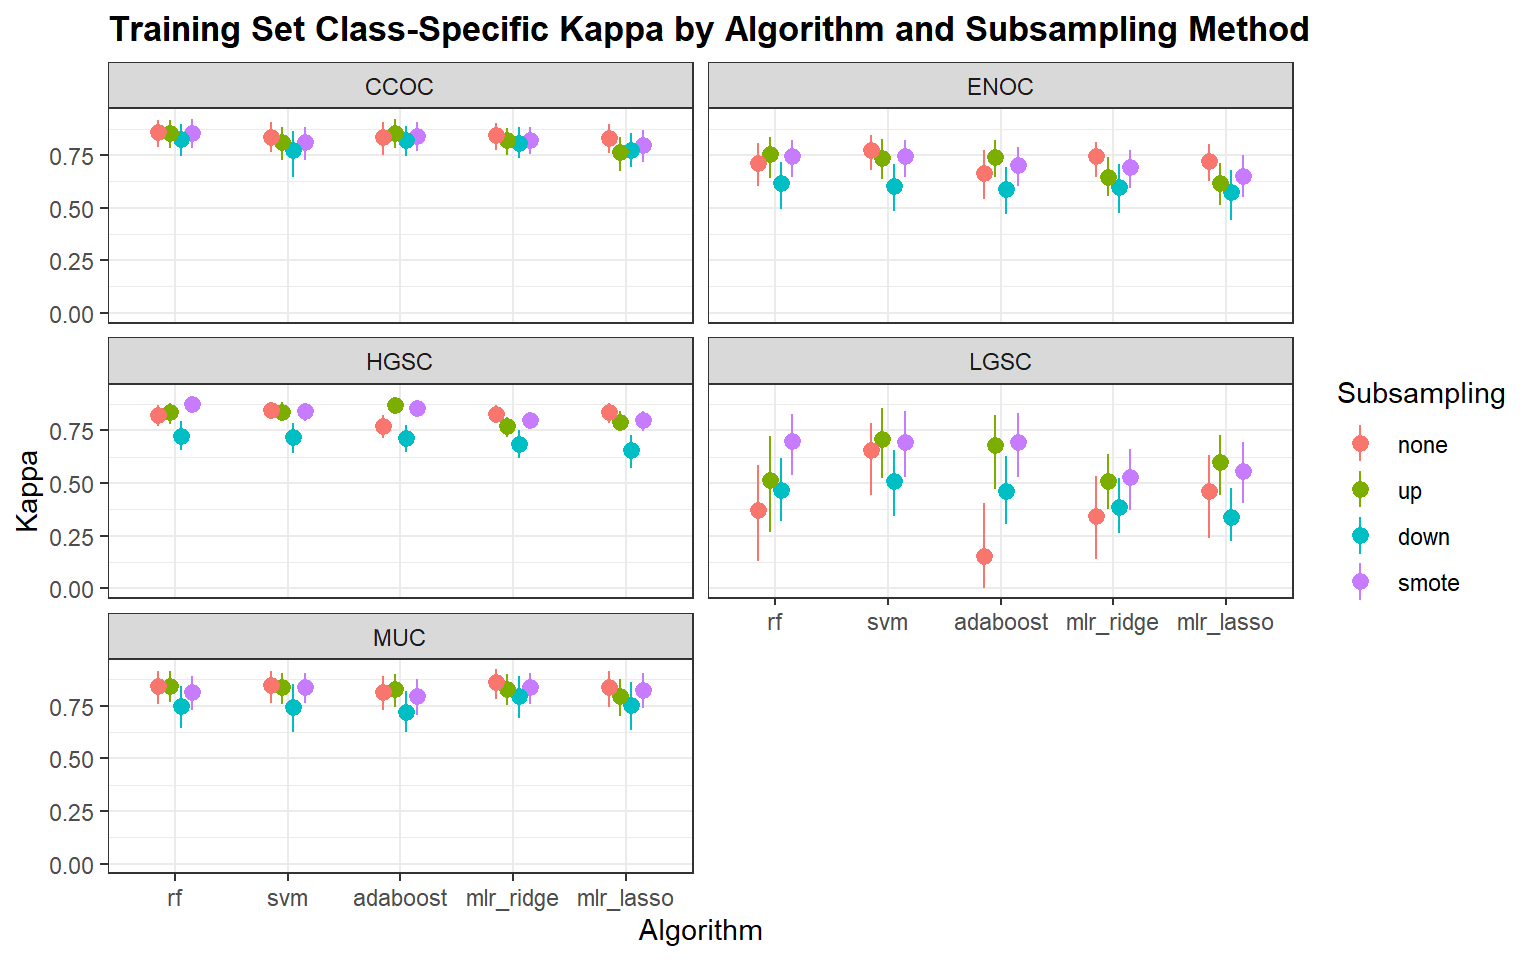 Training Set Class-Specific Kappa by Algorithm and Subsampling Method
CCOC
ENOC
0.75
0.50
0.25
0.00
HGSC
LGSC
0.75
0.50
0.25
0.00
rf svm adaboost mlr_ridge mlr_lasso
MUC
0.75
0.50
0.25
0.00
rf svm adaboost mlr_ridge mlr_lasso
Algorithm
Kappa
Subsampling
none
up
down
smote